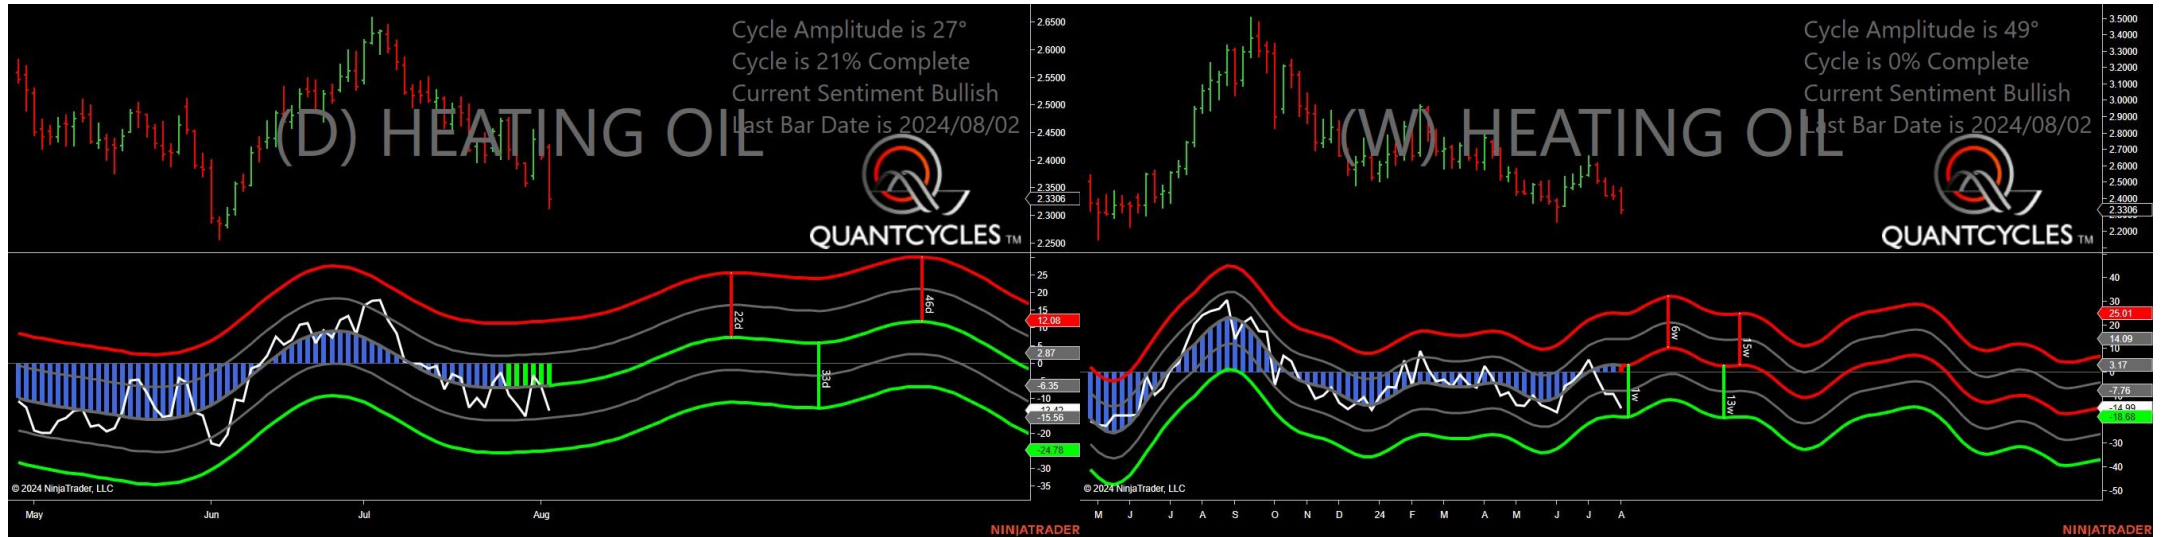 Cycle Amplitude is 27°
Cycle is 21% Complete
Current Sentiment Bullish
Last Bar Date is 2024/08/02
(D) HEATING OIL
QUANTCYCLES TM
2.6500
2.6000
2.5500
2.5000
2.4500
2.4000
2.3500
2.3306
2.3000
2.2500
25
20
15
12.08
10
5
2.87
0
-6.35
-10
-15.56
-20
-24.78
-30
-35
22d
33d
46d
© 2024 NinjaTrader, LLC
May Jun Jul Aug
NINJATRADER
Cycle Amplitude is 49°
Cycle is 0% Complete
Current Sentiment Bullish
Last Bar Date is 2024/08/02
(W) HEATING OIL
QUANTCYCLES TM
3.5000
3.4000
3.3000
3.2000
3.1000
3.0000
2.9000
2.8000
2.7000
2.6000
2.5000
2.4000
2.3306
2.2000
40
30
25.01
20
14.09
10
3.17
0
-7.76
-14.99
-18.68
-30
-40
-50
1w
6w
13w
15w
© 2024 NinjaTrader, LLC
M J J A S O N D 24 F M A M J J A
NINJATRADER